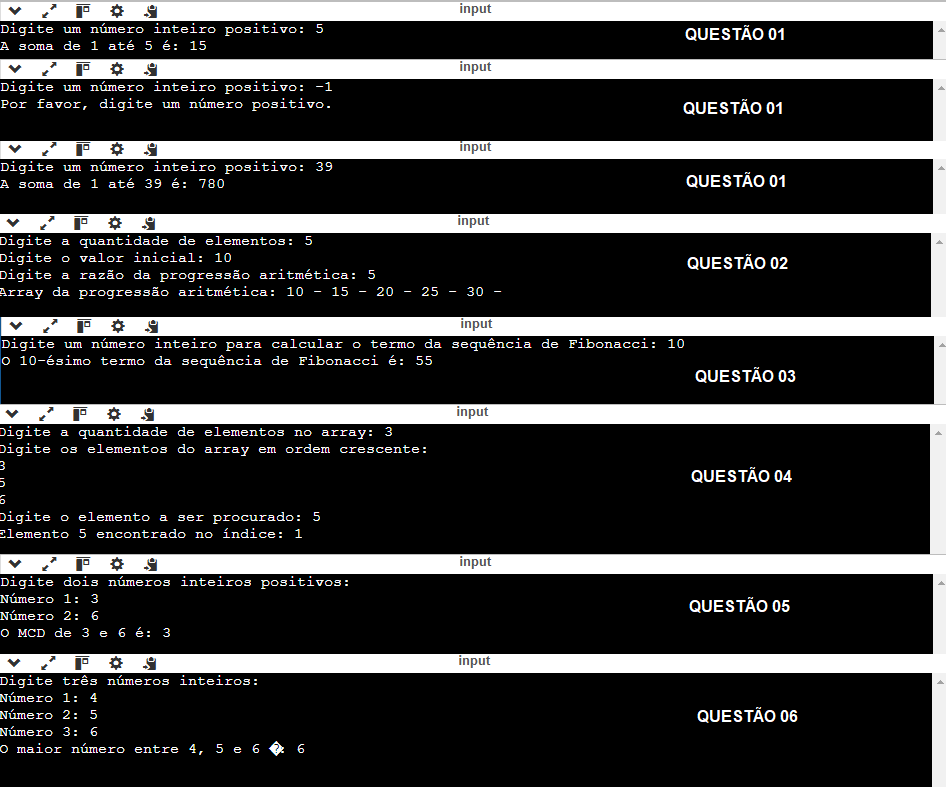 input
Digite um número inteiro positivo: 5
QUESTÃO 01
A soma de 1 até 5 é: 15
input
Digite um número inteiro positivo: -1
Por favor, digite um número positivo.
QUESTÃO 01
input
Digite um número inteiro positivo: 39
A soma de 1 até 39 é: 780
QUESTÃO 01
input
Digite a quantidade de elementos: 5
Digite o valor inicial: 10
QUESTÃO 02
Digite a razão da progressão aritmética: 5
Array da progressão aritmética: 10 - 15 - 20 - 25 - 30 -
input
Digite um número inteiro para calcular o termo da sequência de Fibonacci: 10
O 10-ésimo termo da sequência de Fibonacci é: 55
QUESTÃO 03
input
Digite a quantidade de elementos no array: 3
Digite os elementos do array em ordem crescente:
3
5
QUESTÃO 04
6
Digite o elemento a ser procurado: 5
Elemento 5 encontrado no índice: 1
input
Digite dois números inteiros positivos:
Número 1: 3
QUESTÃO 05
Número 2: 6
O MCD de 3 e 6 é: 3
input
Digite três números inteiros:
Número 1: 4
Número 2: 5
QUESTÃO 06
Número 3: 6
O maior número entre 4, 5 e 6 �: 6